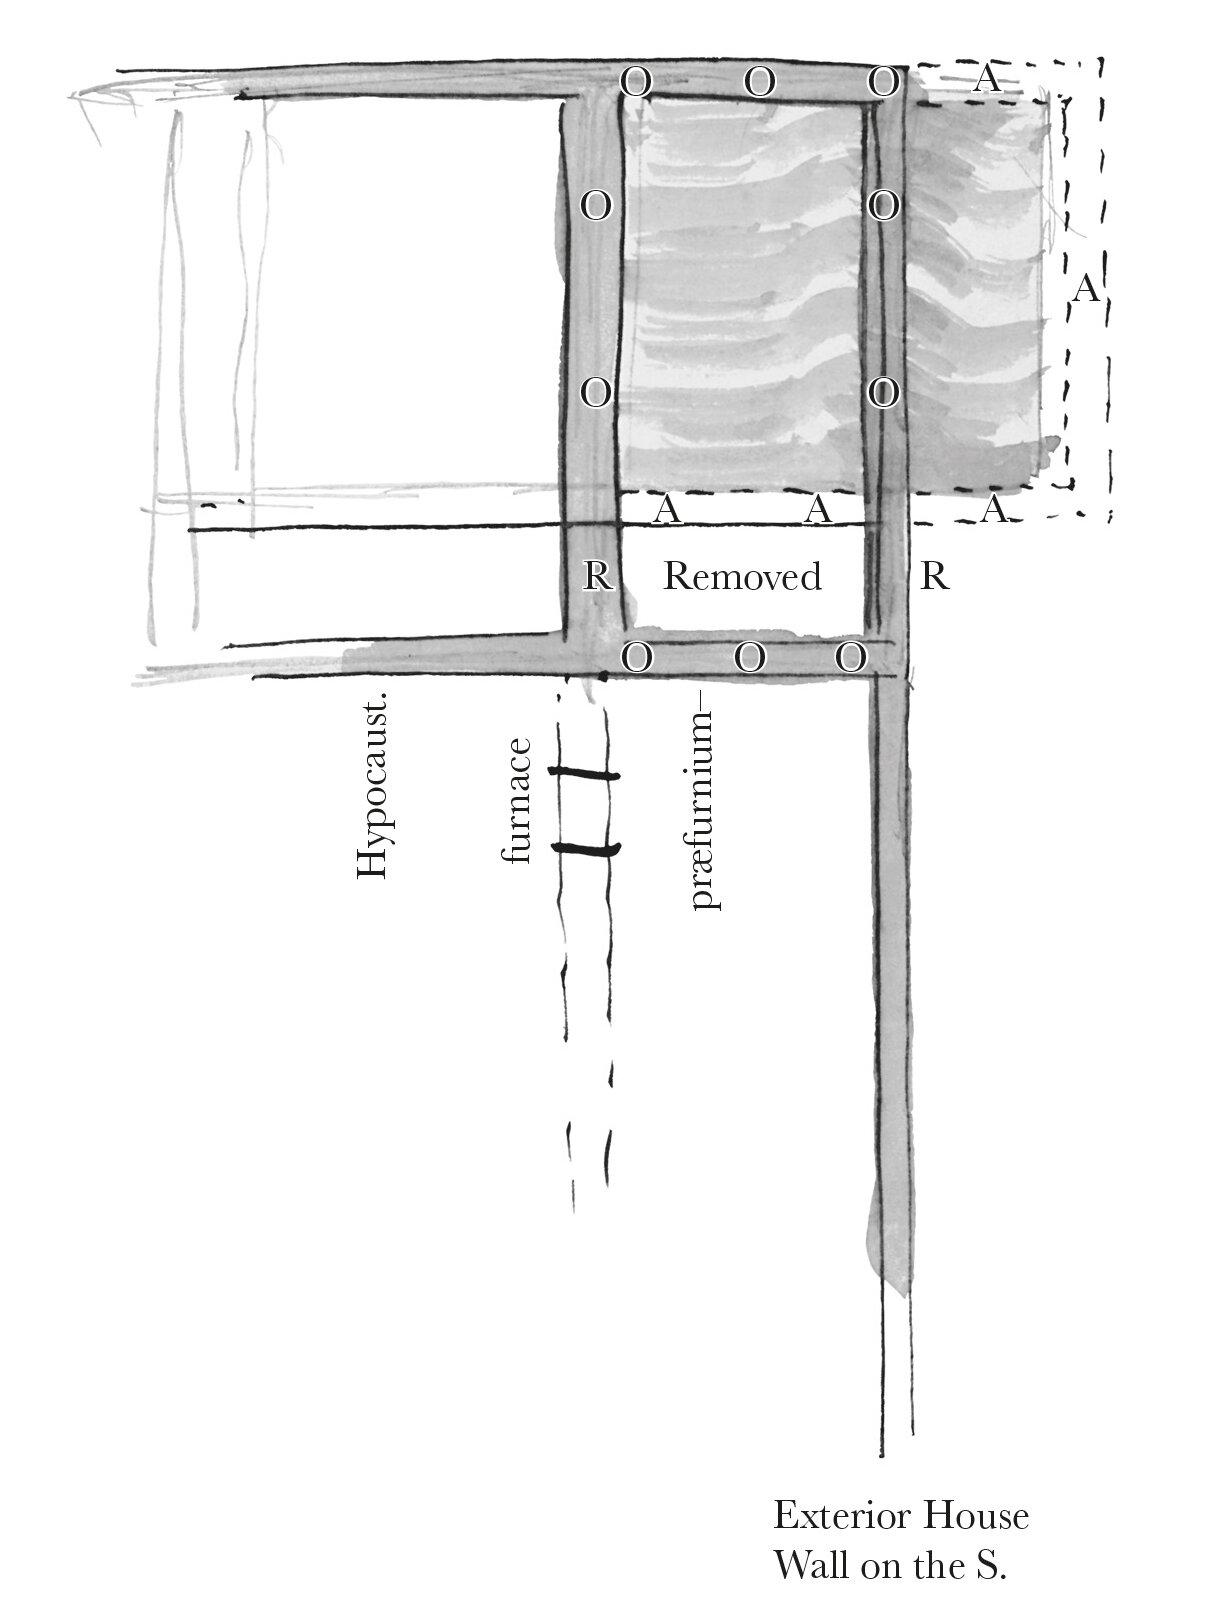 O O O A
O O
A
O O
A A A
R Removed R
O O O
Hypocaust.
furnace
præfurnium–
Exterior House
Wall on the S.